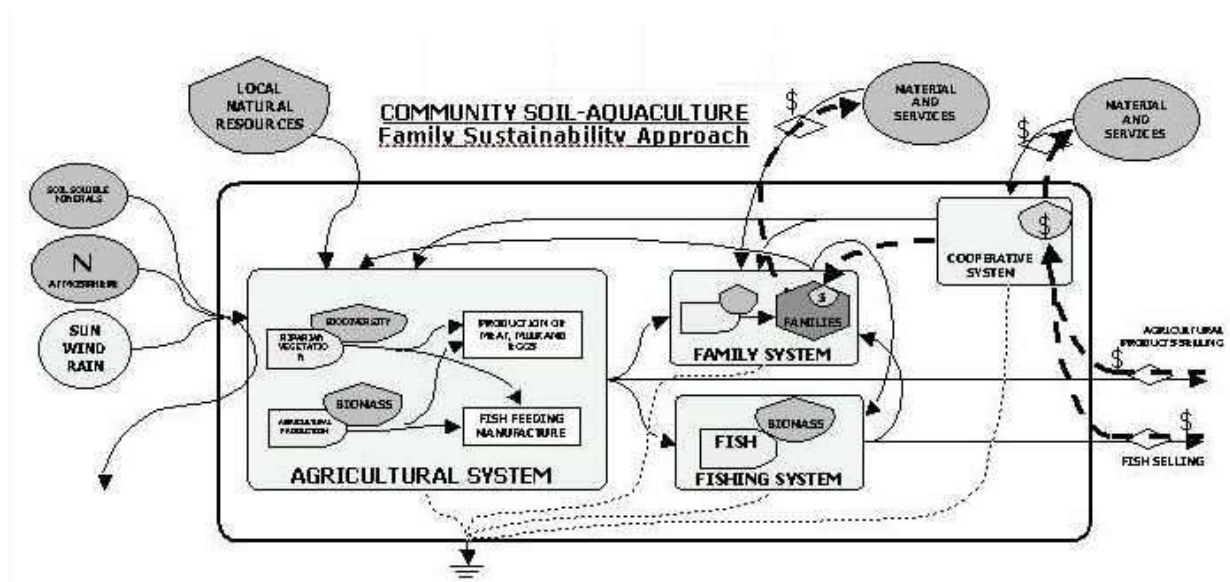 LOCAL
NATURAL
RESOURCES
COMMUNITY SOIL-AQUACULTURE
Family Sustainability Approach
$
MATERIAL
AND
SERVICES
$
MATERIAL
AND
SERVICES
SOIL SOLUBLE
MINERALS
N
ATMOSPHERE
SUN
WIND
RAIN
BIODIVERSITY
RIPARIAN
VEGETATIO
N
PRODUCTION OF
MEAT, MILK AND
EGGS
BIOMASS
AGRICULTURAL
PRODUCTION
FISH FEEDING
MANUFACTURE
AGRICULTURAL SYSTEM
$
FAMILIES
FAMILY SYSTEM
BIOMASS
FISH
FISHING SYSTEM
$
COOPERATIVE
SYSTEM
AGRICULTURAL
PRODUCTS SELLING
$
$
FISH SELLING